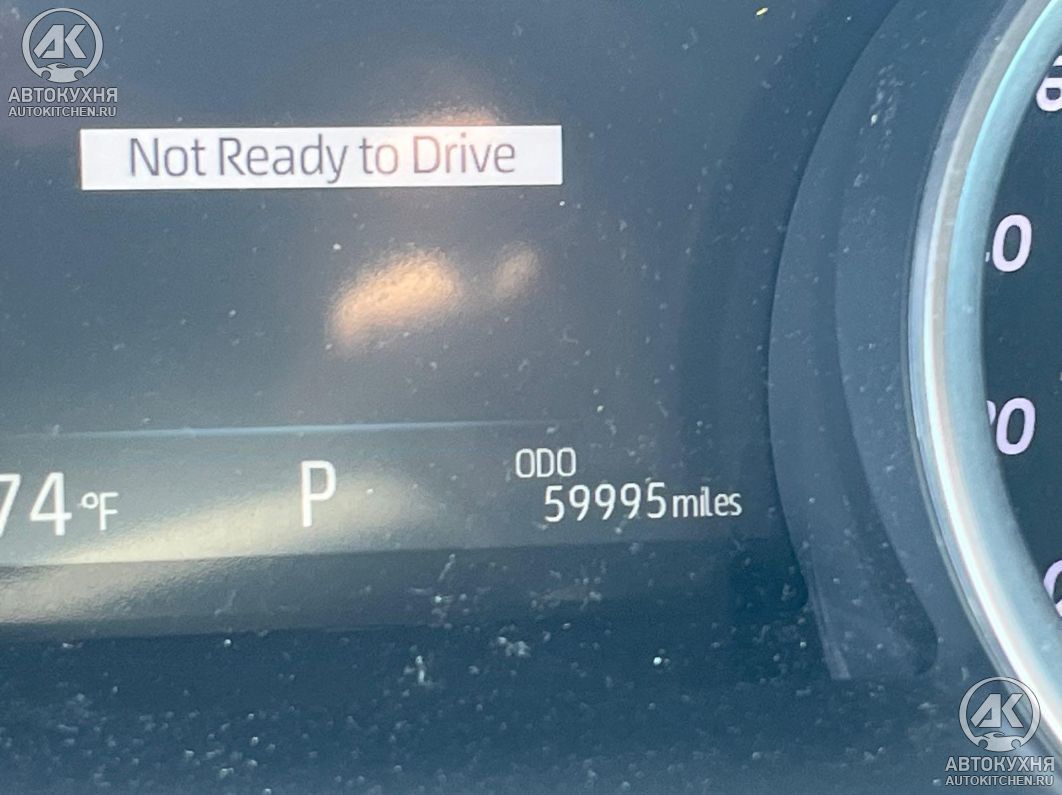 АК
АВТОКУХНЯ
AUTOKITCHEN.RU
Not Ready to Drive
74°F
P
ODO
59995 miles
АК
АВТОКУХНЯ
AUTOKITCHEN.RU